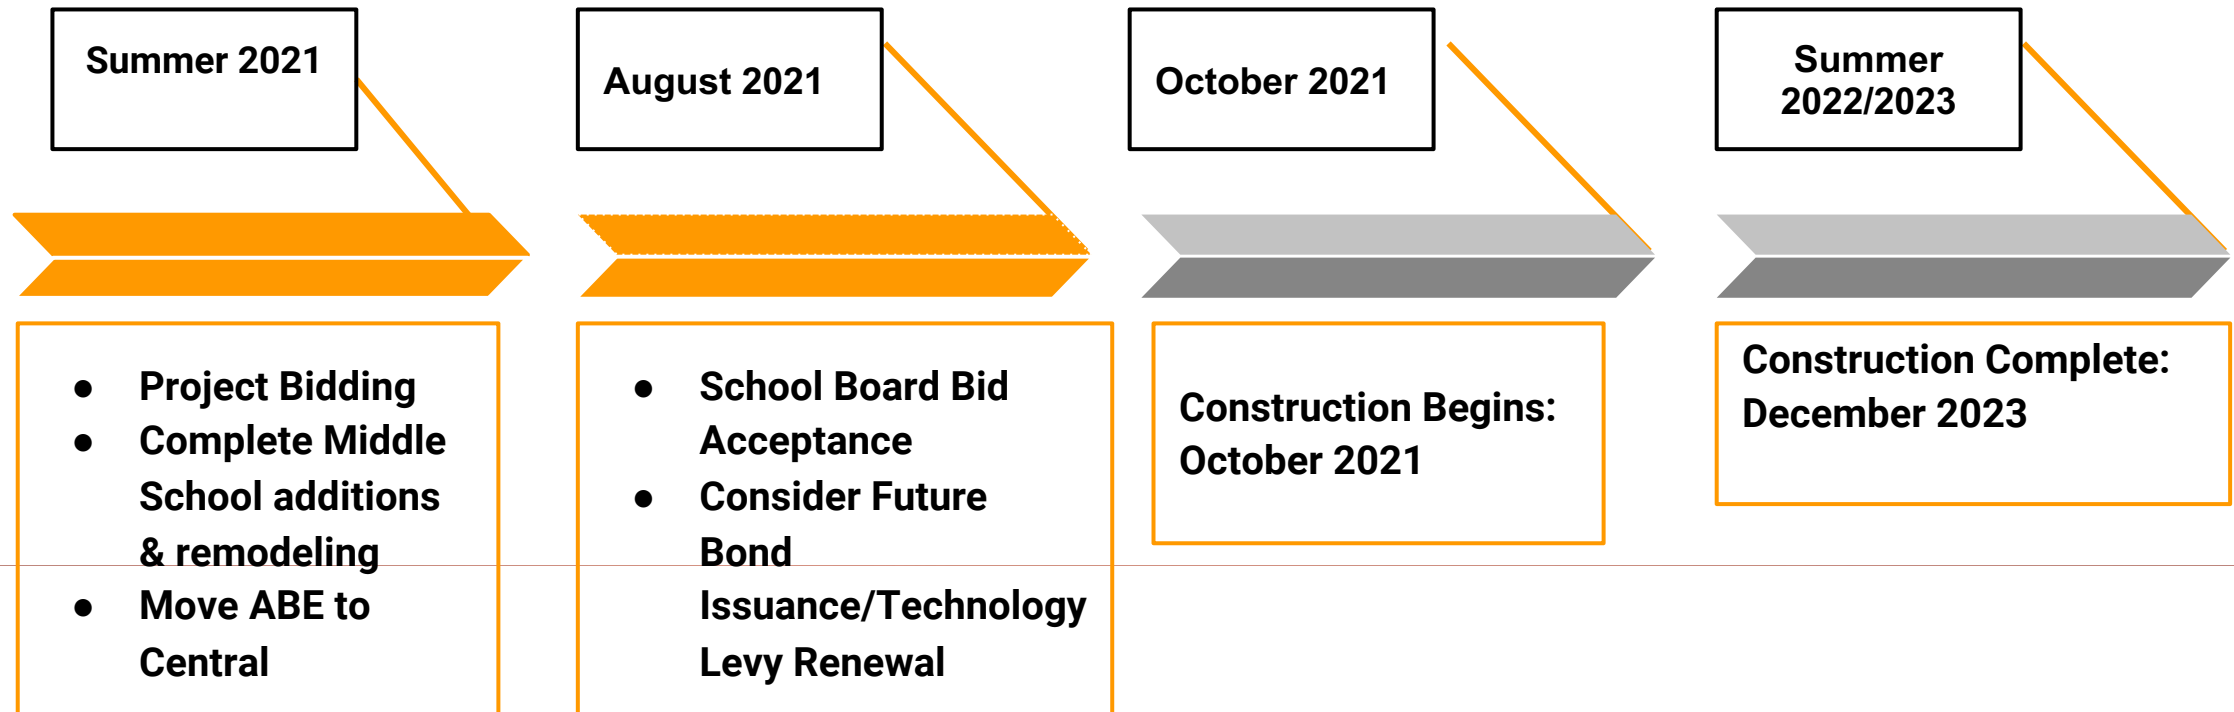 Summer 2021
August 2021
October 2021
Summer
2022/2023
● Project Bidding
● Complete Middle
School additions
& remodeling
● Move ABE to
Central
● School Board Bid
Acceptance
● Consider Future
Bond
Issuance/Technology
Levy Renewal
Construction Begins:
October 2021
Construction Complete:
December 2023